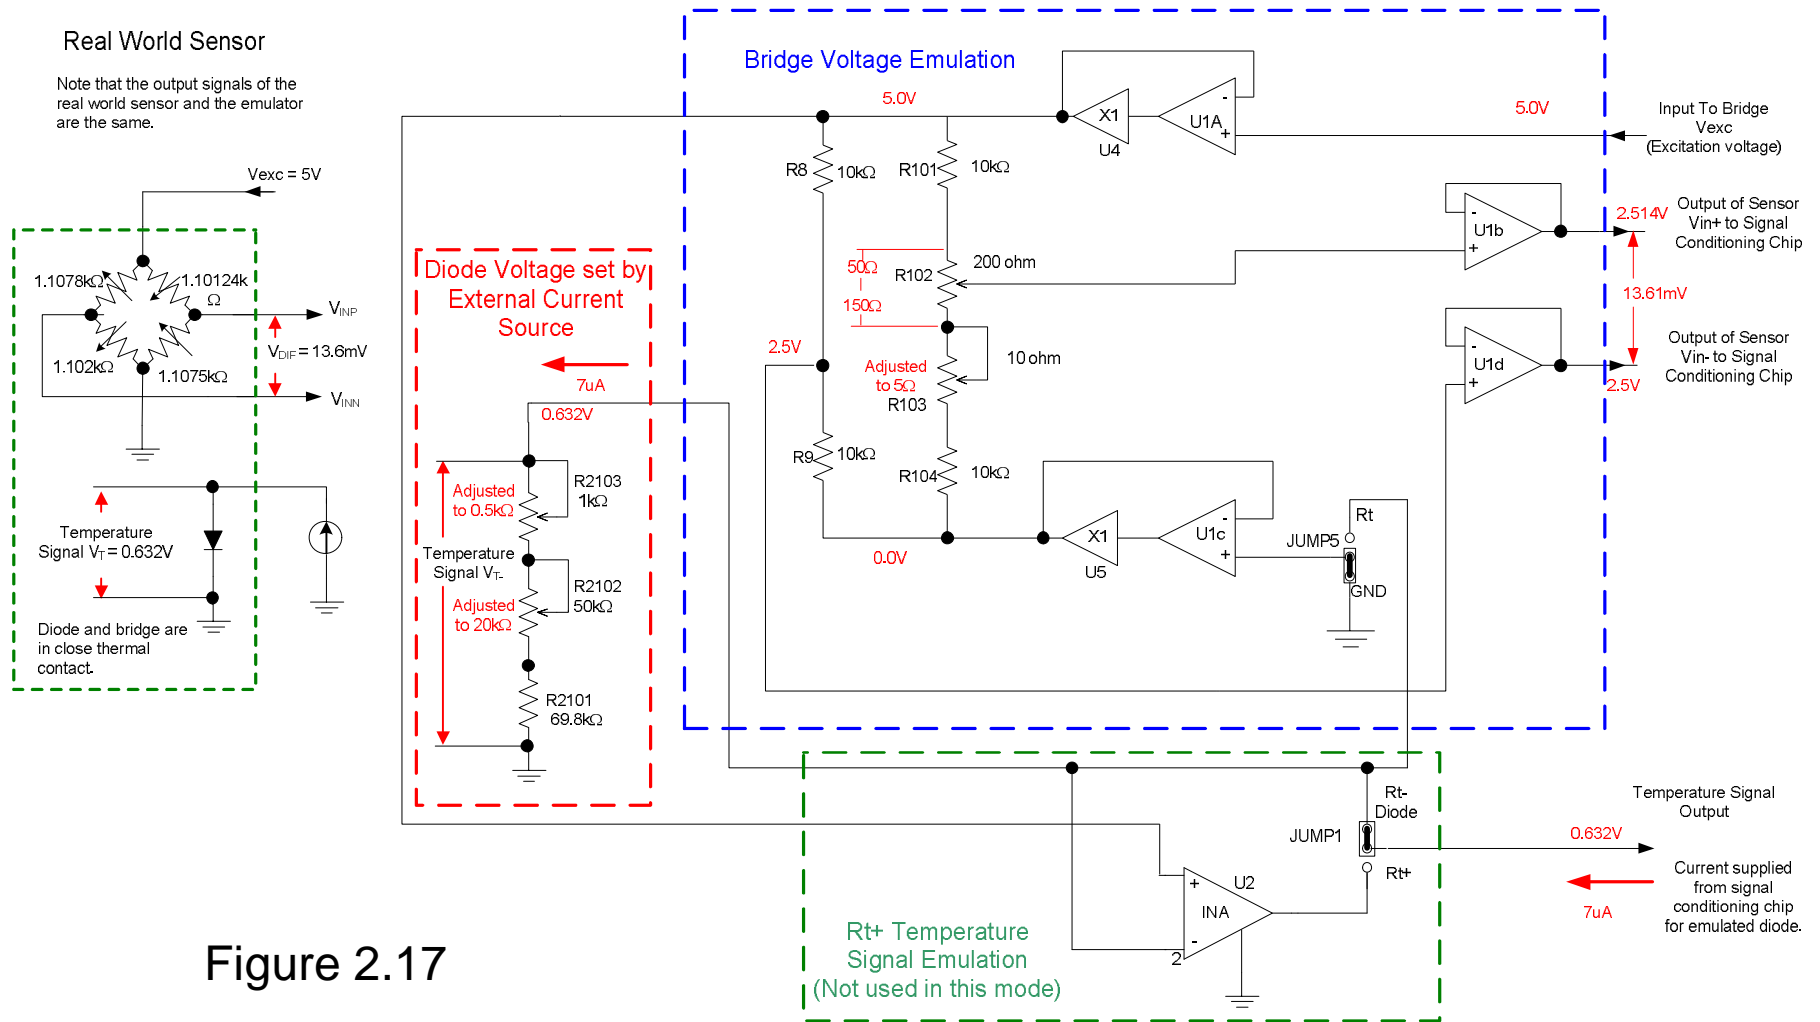 Real World Sensor
Note that the output signals of the
real world sensor and the emulator
are the same.
Vexc = 5V
1.1078kΩ
1.10124k
Ω
1.102kΩ
1.1075kΩ
VINP
VDIF = 13.6mV
VINN
Temperature
Signal VT = 0.632V
Diode and bridge are
in close thermal
contact.
Diode Voltage set by
External Current
Source
7uA
0.632V
Adjusted
to 0.5kΩ
R2103
1kΩ
Temperature
Signal VT-
Adjusted
to 20kΩ
R2102
50kΩ
R2101
69.8kΩ
Bridge Voltage Emulation
5.0V
X1
U4
U1A
-
+
5.0V
Input To Bridge
Vexc
(Excitation voltage)
R8
10kΩ
R101
10kΩ
50Ω
150Ω
R102
200 ohm
2.5V
Adjusted
to 5Ω
R103
10 ohm
R9
10kΩ
R104
10kΩ
0.0V
X1
U5
U1c
-
+
JUMP5
Rt
GND
-
U1b
+
2.514V
Output of Sensor
Vin+ to Signal
Conditioning Chip
13.61mV
-
U1d
+
2.5V
Output of Sensor
Vin- to Signal
Conditioning Chip
Rt-
Diode
JUMP1
Rt+
+
U2
INA
-
2
Rt+ Temperature
Signal Emulation
(Not used in this mode)
Temperature Signal
Output
0.632V
7uA
Current supplied
from signal
conditioning chip
for emulated diode.
Figure 2.17